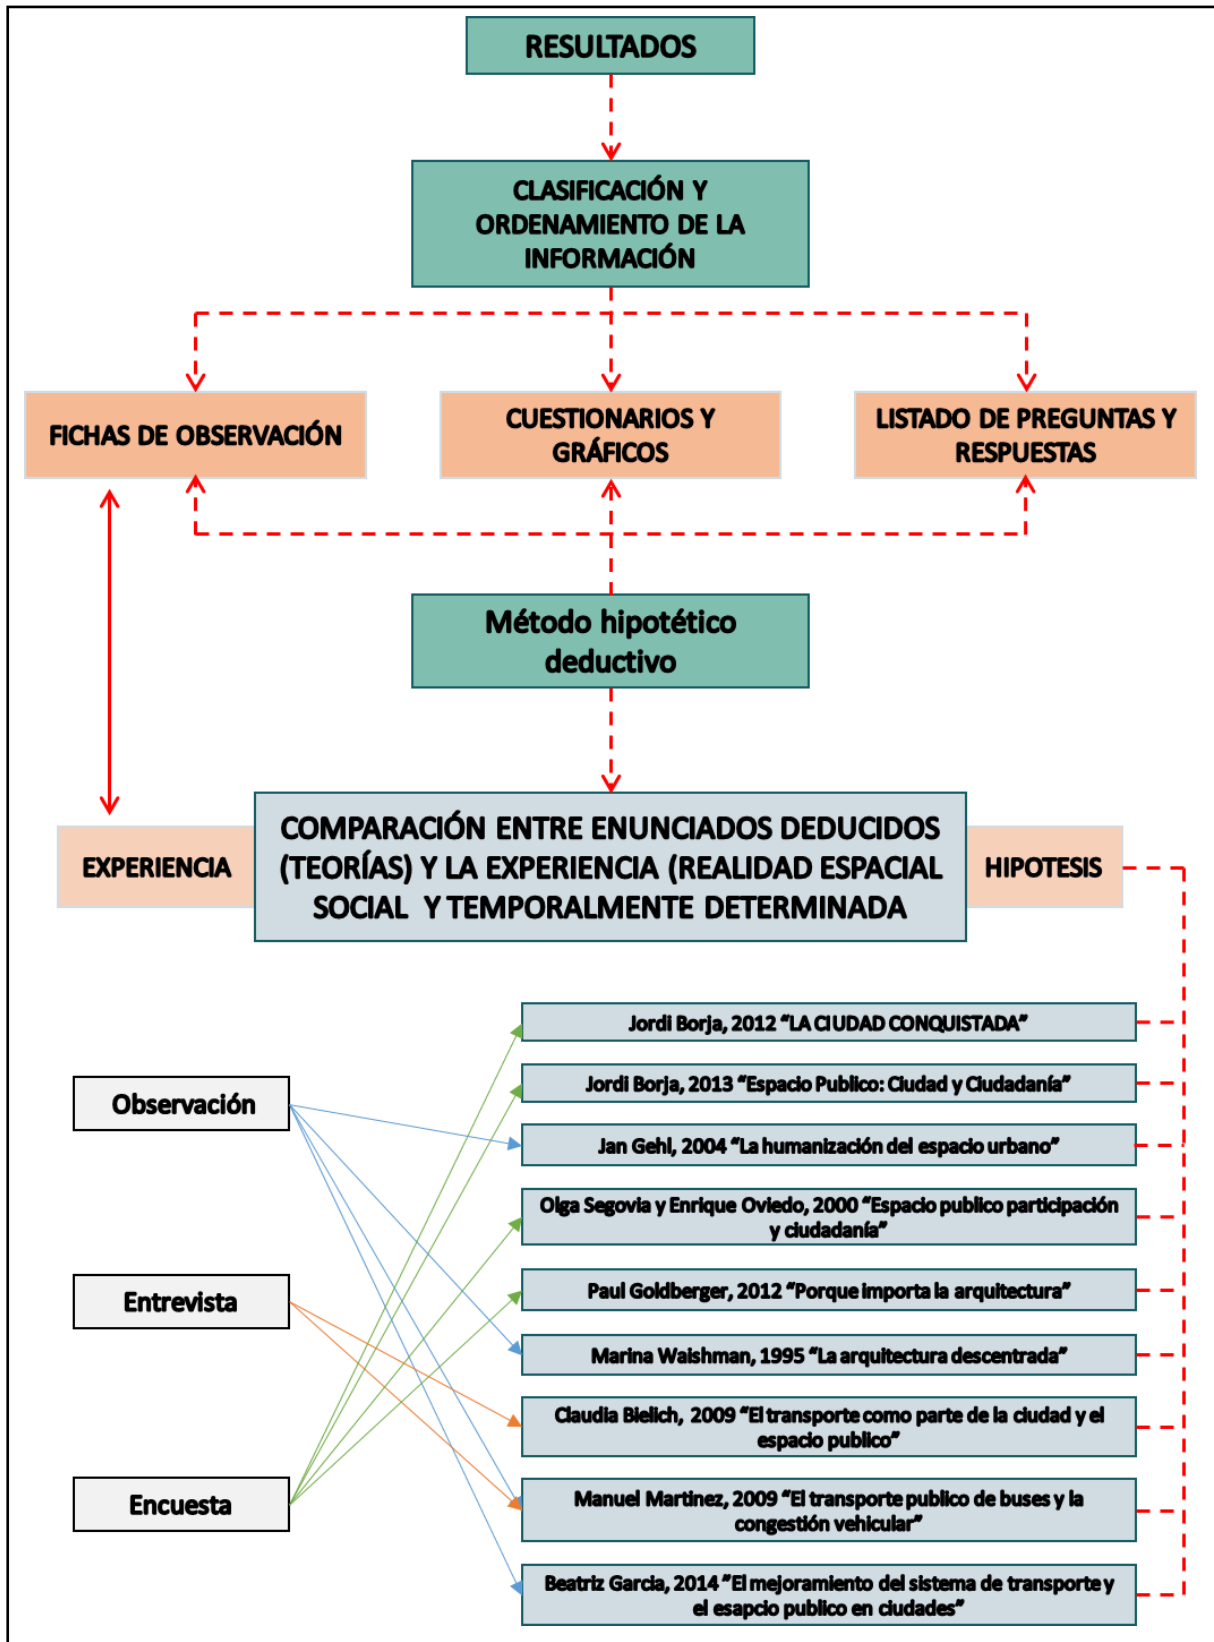 RESULTADOS
CLASIFICACIÓN Y
ORDENAMIENTO DE LA
INFORMACIÓN
FICHAS DE OBSERVACIÓN
CUESTIONARIOS Y
GRÁFICOS
LISTADO DE PREGUNTAS Y
RESPUESTAS
Método hipotético
deductivo
EXPERIENCIA
COMPARACIÓN ENTRE ENUNCIADOS DEDUCIDOS
(TEORÍAS) Y LA EXPERIENCIA (REALIDAD ESPACIAL
SOCIAL Y TEMPORALMENTE DETERMINADA
HIPOTESIS
Observación
Entrevista
Encuesta
Jordi Borja, 2012 “LA CIUDAD CONQUISTADA”
Jordi Borja, 2013 “Espacio Publico: Ciudad y Ciudadanía”
Jan Gehl, 2004 “La humanización del espacio urbano”
Olga Segovia y Enrique Oviedo, 2000 “Espacio publico participación
y ciudadanía”
Paul Goldberger, 2012 “Porque importa la arquitectura”
Marina Waishman, 1995 “La arquitectura descentrada”
Claudia Bielich, 2009 “El transporte como parte de la ciudad y el
espacio publico”
Manuel Martinez, 2009 “El transporte publico de buses y la
congestión vehicular”
Beatriz Garcia, 2014 “El mejoramiento del sistema de transporte y
el esapcio publico en ciudades”